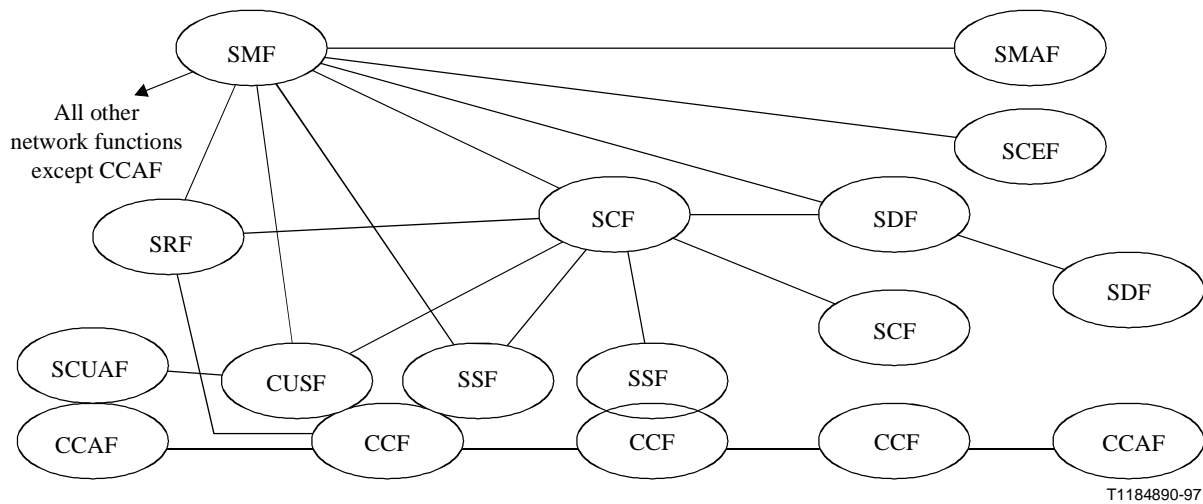 SMF
SMAF
All other
network functions
except CCAF
SCEF
SRF
SCF
SDF
SDF
SCF
SCUAF
CUSF
SSF
SSF
CCAF
CCF
CCF
CCF
CCAF
T1184890-97